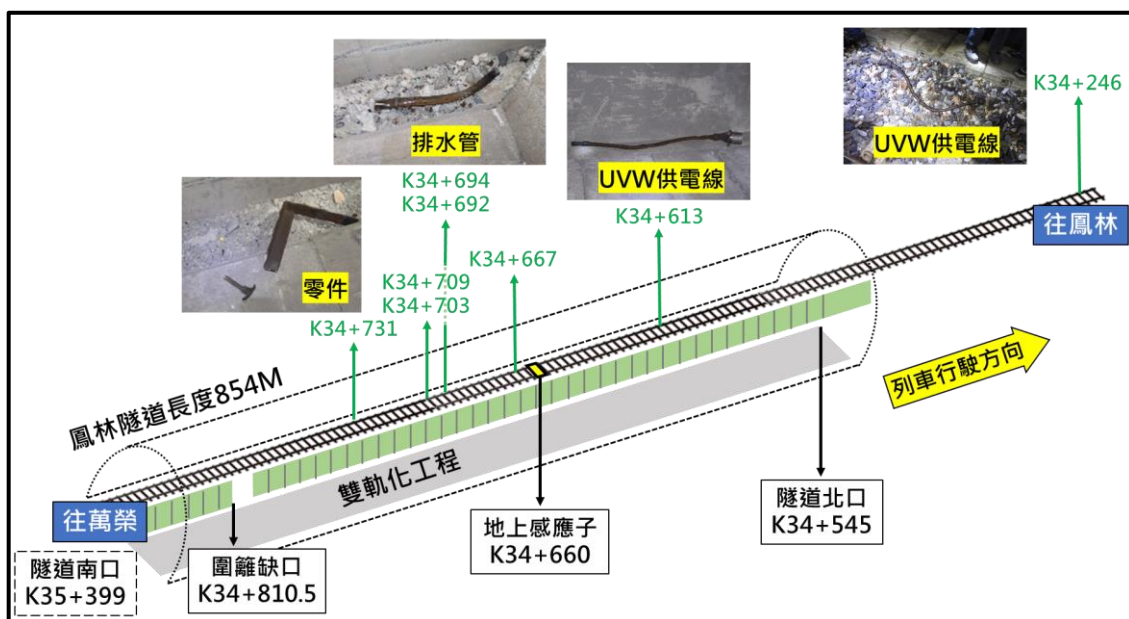 排水管
K34+694
K34+692
UVW供電線
K34+613
UVW供電線
K34+246
往鳳林
零件
K34+731
K34+709
K34+703
K34+667
鳳林隧道長度854M
列車行駛方向
雙軌化工程
往萬榮
隧道南口
K35+399
圍籬缺口
K34+810.5
地上感應子
K34+660
隧道北口
K34+545